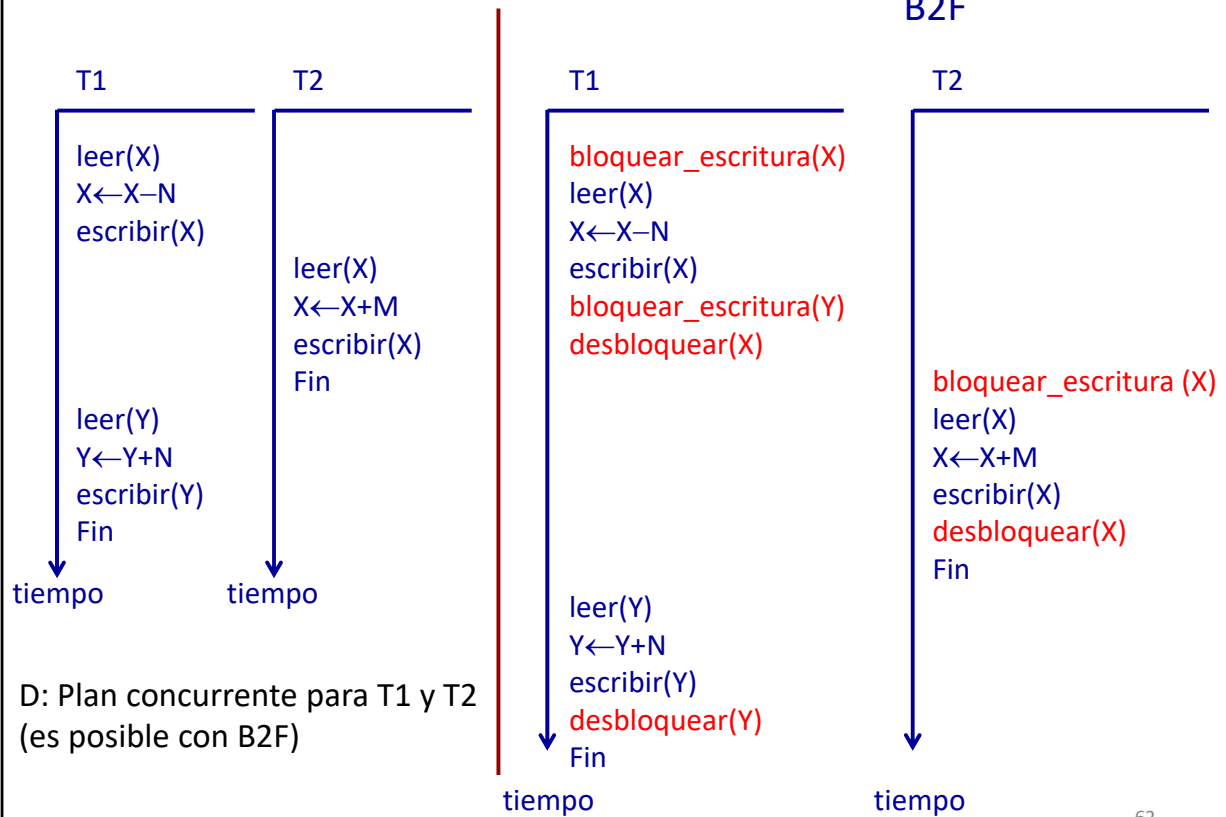 B2F
T1
T2
leer(X)
X←X−N
escribir(X)
leer(X)
X←X+M
escribir(X)
Fin
leer(Y)
Y←Y+N
escribir(Y)
Fin
tiempo
tiempo
D: Plan concurrente para T1 y T2
(es posible con B2F)
T1
T2
bloquear_escritura(X)
leer(X)
X←X−N
escribir(X)
bloquear_escritura(Y)
desbloquear(X)
bloquear_escritura (X)
leer(X)
X←X+M
escribir(X)
desbloquear(X)
Fin
leer(Y)
Y←Y+N
escribir(Y)
desbloquear(Y)
Fin
tiempo
tiempo